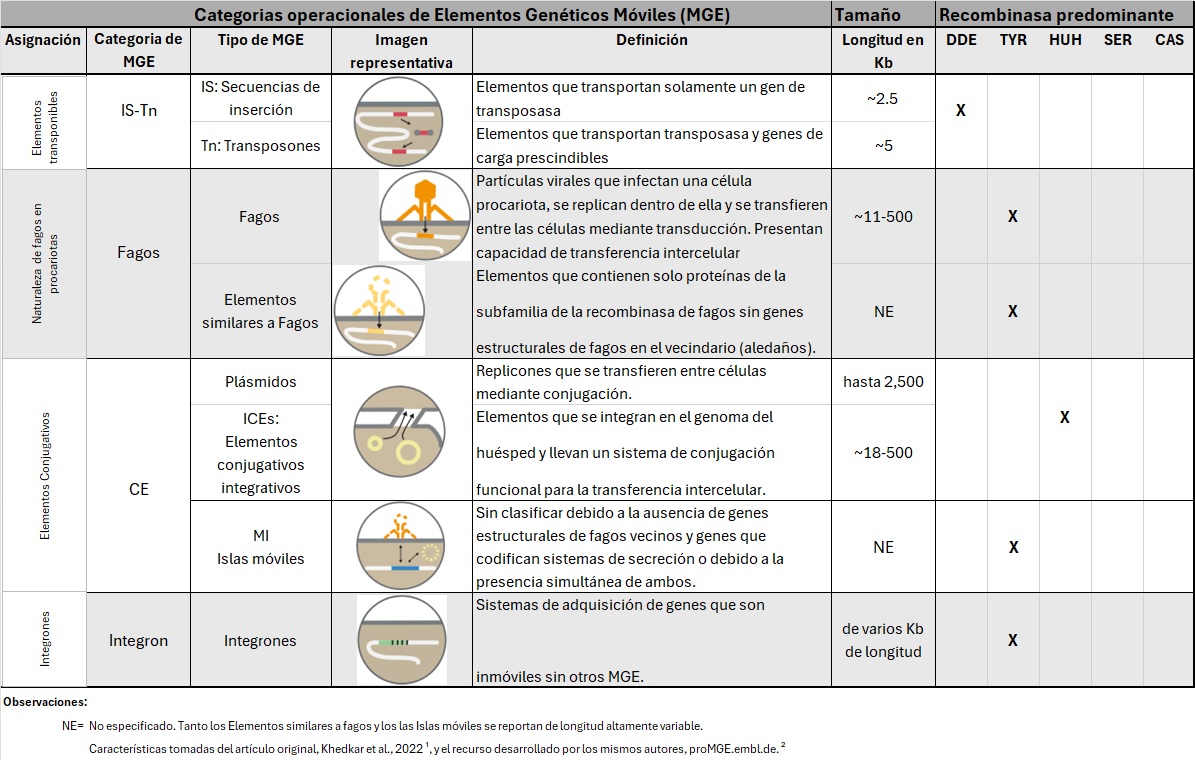 Categorias operacionales de Elementos Genéticos Móviles (MGE)
Tamaño
Recombinasa predominante
Asignación
Categoria de
MGE
Tipo de MGE
Imagen
representativa
Definición
Longitud en
Kb
DDE
TYR
HUH
SER
CAS
Elementos
transponibles
IS-Tn
IS: Secuencias de
inserción
Elementos que transportan solamente un gen de
transposasa
~2.5
X
Tn: Transposones
Elementos que transportan transposasa y genes de
carga prescindibles
~5
Naturaleza de fagos en
procariotas
Fagos
Fagos
Partículas virales que infectan una célula
procariota, se replican dentro de ella y se transfieren
entre las células mediante transducción. Presentan
capacidad de transferencia intercelular
~11-500
X
Elementos
similares a Fagos
Elementos que contienen solo proteínas de la
subfamilia de la recombinasa de fagos sin genes
estructurales de fagos en el vecindario (aledaños).
NE
X
Elementos Conjugativos
CE
Plásmidos
Replicones que se transfieren entre células
mediante conjugación.
hasta 2,500
X
ICEs:
Elementos
conjugativos
integrativos
Elementos que se integran en el genoma del
huésped y llevan un sistema de conjugación
funcional para la transferencia intercelular.
~18-500
MI
Islas móviles
Sin clasificar debido a la ausencia de genes
estructurales de fagos vecinos y genes que
codifican sistemas de secreción o debido a la
presencia simultánea de ambos.
NE
X
Integrones
Integron
Integrones
Sistemas de adquisición de genes que son
inmóviles sin otros MGE.
de varios Kb
de longitud
X
Observaciones:
NE= No especificado. Tanto los Elementos similares a fagos y los las Islas móviles se reportan de longitud altamente variable.
Características tomadas del artículo original, Khedkar et al., 2022 ¹, y el recurso desarrollado por los mismos autores, proMGE.embl.de. ²